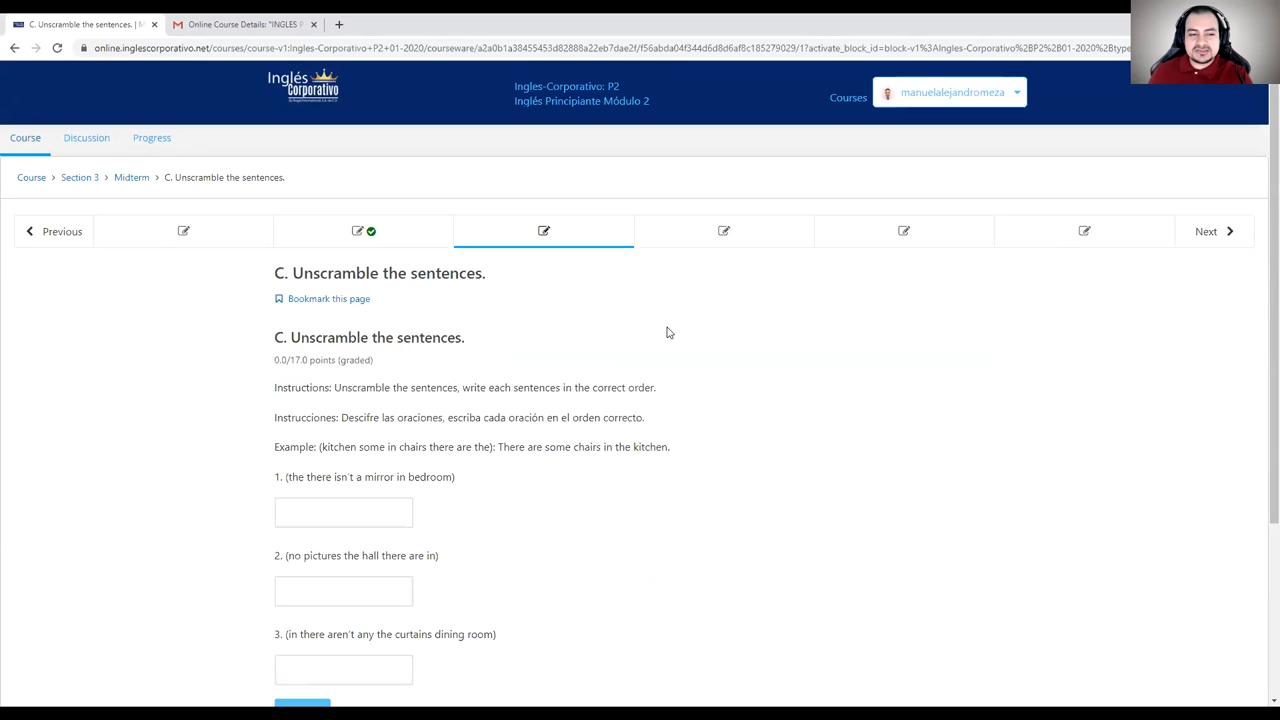 C. Unscramble the sentences. | M
Online Course Details: "INGLES P
online.inglescorporativo.net/courses/course-v1:Ingles-Corporativo+P2+01-2020/courseware/a2a0b1a38455453d82888a22eb7dae2f/f56abda04f344d6d8d6af8c185279029/1?activate_block_id=block-v1%3AIngles-Corporativo%2BP2%2B01-2020%2Btype
Inglés
Corporativo
Ingles-Corporativo: P2
Inglés Principiante Módulo 2
Courses
manuelalejandromeza
Course Discussion Progress
Course > Section 3 > Midterm > C. Unscramble the sentences.
Previous
Next
C. Unscramble the sentences.
Bookmark this page
C. Unscramble the sentences.
0.0/17.0 points (graded)
Instructions: Unscramble the sentences, write each sentences in the correct order.
Instrucciones: Descifre las oraciones, escriba cada oración en el orden correcto.
Example: (kitchen some in chairs there are the): There are some chairs in the kitchen.
1. (the there isn´t a mirror in bedroom)
2. (no pictures the hall there are in)
3. (in there aren't any the curtains dining room)